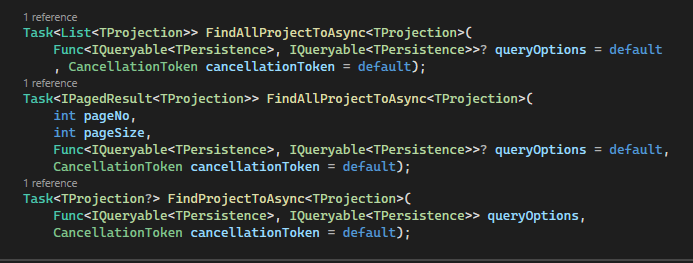 1 reference
Task<List<TProjection>> FindAllProjectToAsync<TProjection>(
Func<IQueryable<TPersistence>, IQueryable<TPersistence>>? queryOptions = default
, CancellationToken cancellationToken = default);
1 reference
Task<IPagedResult<TProjection>> FindAllProjectToAsync<TProjection>(
int pageNo,
int pageSize,
Func<IQueryable<TPersistence>, IQueryable<TPersistence>>? queryOptions = default,
CancellationToken cancellationToken = default);
1 reference
Task<TProjection?> FindProjectToAsync<TProjection>(
Func<IQueryable<TPersistence>, IQueryable<TPersistence>> queryOptions,
CancellationToken cancellationToken = default);